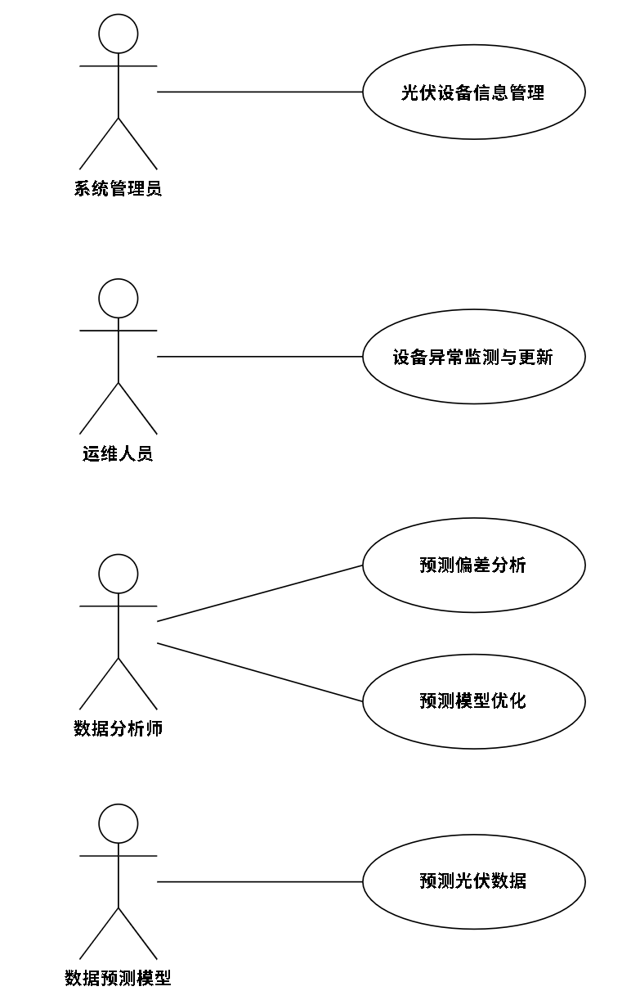 光伏设备信息管理
系统管理员
设备异常监测与更新
运维人员
预测偏差分析
预测模型优化
数据分析师
预测光伏数据
数据预测模型